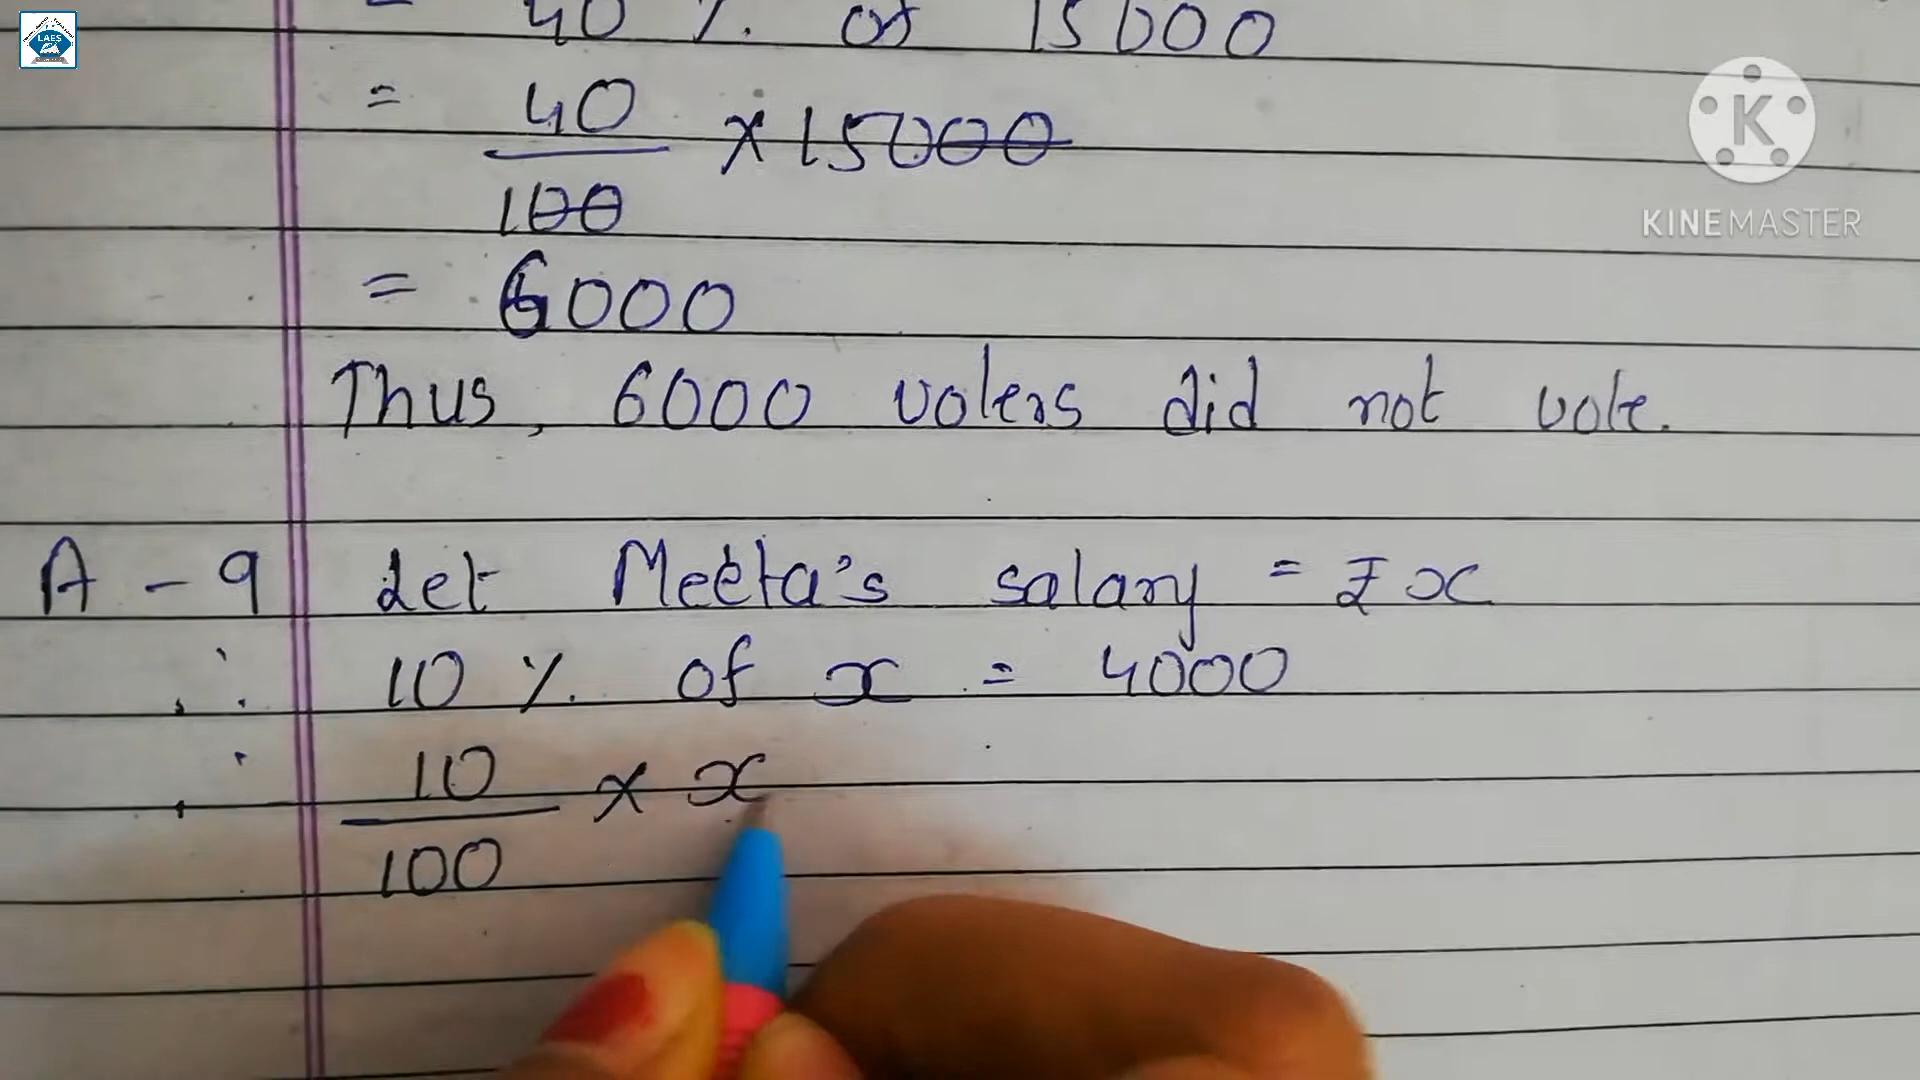 LAES
= 40 % of 15000
= 40/100 × 15000
= 6000
Thus, 6000 voters did not vote.
A - 9 Let Meeta's salary = ₹ x
∴ 10 % of x = 4000
∴ 10/100 × x
K
KINEMASTER